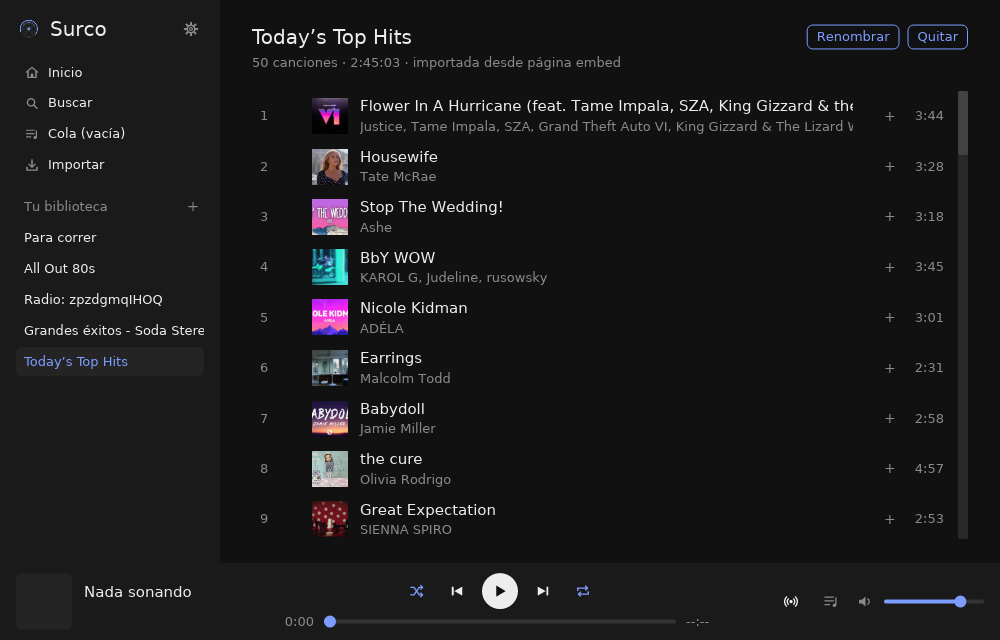 Surco
Inicio
Buscar
Cola (vacía)
Importar
Tu biblioteca
Para correr
All Out 80s
Radio: zpzdgmqIHOQ
Grandes éxitos - Soda Stere
Today’s Top Hits
Today’s Top Hits
50 canciones · 2:45:03 · importada desde página embed
Renombrar
Quitar
1
Flower In A Hurricane (feat. Tame Impala, SZA, King Gizzard & the
Justice, Tame Impala, SZA, Grand Theft Auto VI, King Gizzard & The Lizard
+ 3:44
2
Housewife
Tate McRae
+ 3:28
3
Stop The Wedding!
Ashe
+ 3:18
4
BbY WOW
KAROL G, Judeline, rusowsky
+ 3:45
5
Nicole Kidman
ADÉLA
+ 3:01
6
Earrings
Malcolm Todd
+ 2:31
7
Babydoll
Jamie Miller
+ 2:58
8
the cure
Olivia Rodrigo
+ 4:57
9
Great Expectation
SIENNA SPIRO
+ 2:53
Nada sonando
0:00
--:--